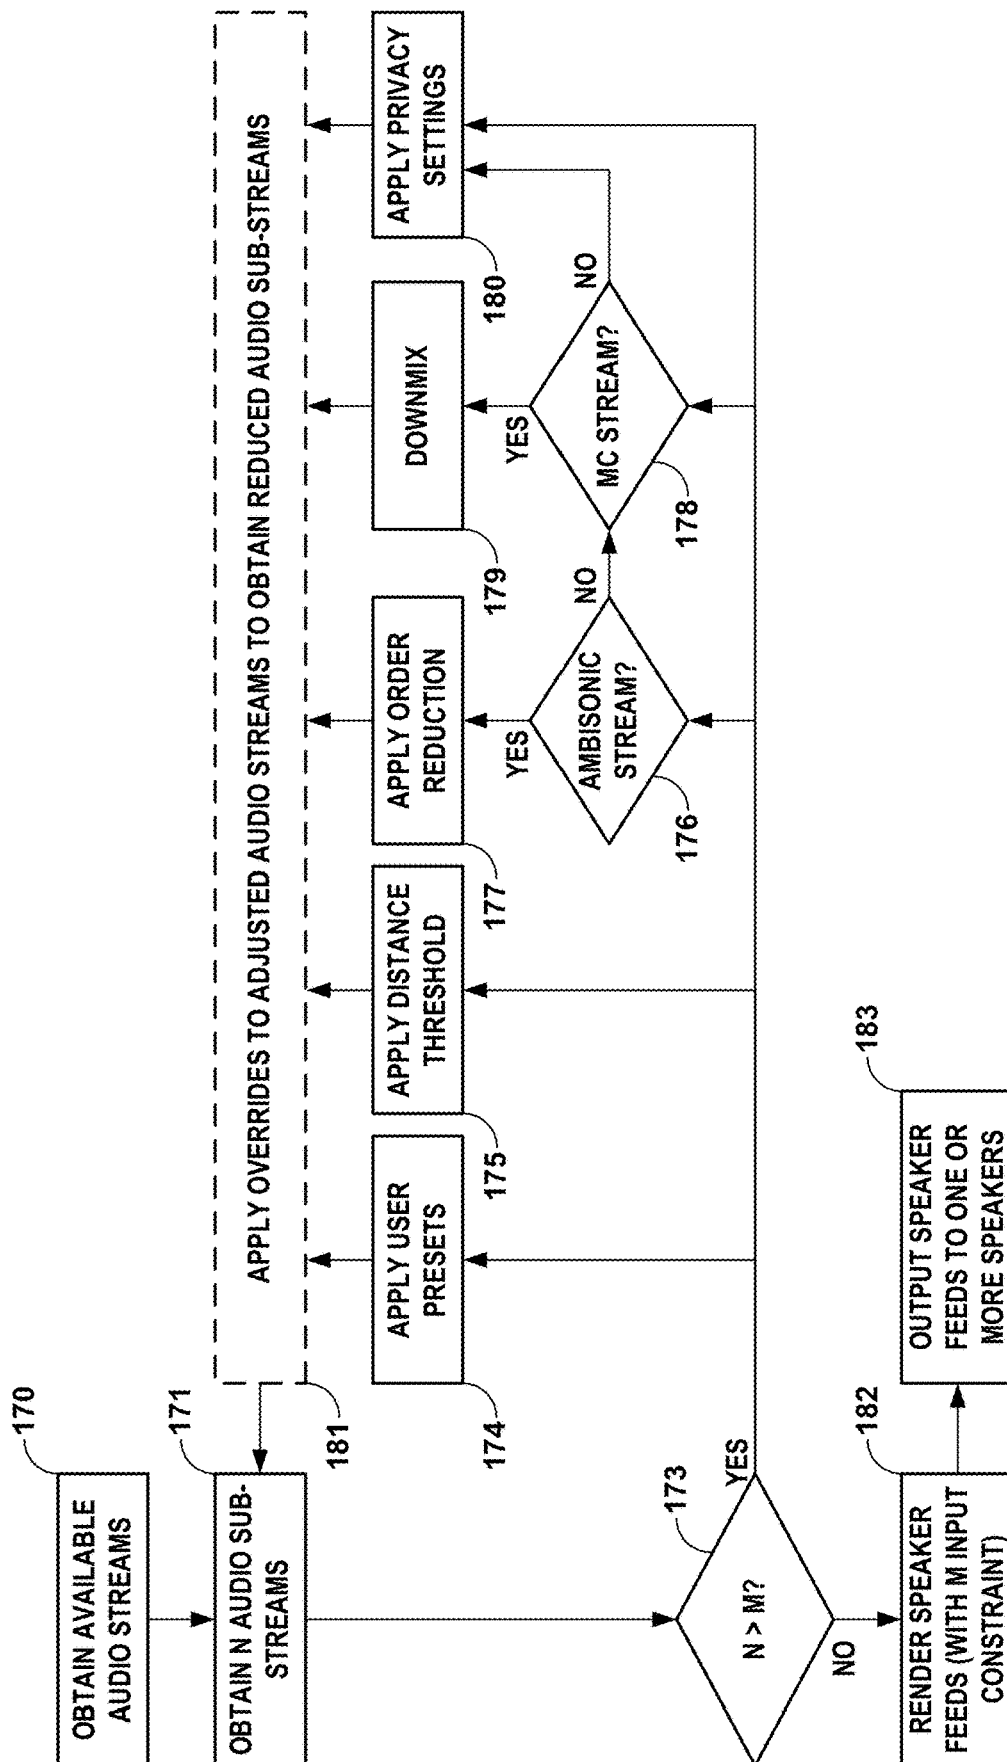 170
OBTAIN AVAILABLE
AUDIO STREAMS
171
OBTAIN N AUDIO SUB-
STREAMS
APPLY OVERRIDES TO ADJUSTED AUDIO STREAMS TO OBTAIN REDUCED AUDIO SUB-STREAMS
181
APPLY USER
PRESETS
174
APPLY DISTANCE
THRESHOLD
175
APPLY ORDER
REDUCTION
177
DOWNMIX
179
APPLY PRIVACY
SETTINGS
180
AMBISONIC
STREAM?
YES
NO
176
MC STREAM?
YES
NO
178
173
N > M?
YES
NO
182
RENDER SPEAKER
FEEDS (WITH M INPUT
CONSTRAINT)
183
OUTPUT SPEAKER
FEEDS TO ONE OR
MORE SPEAKERS